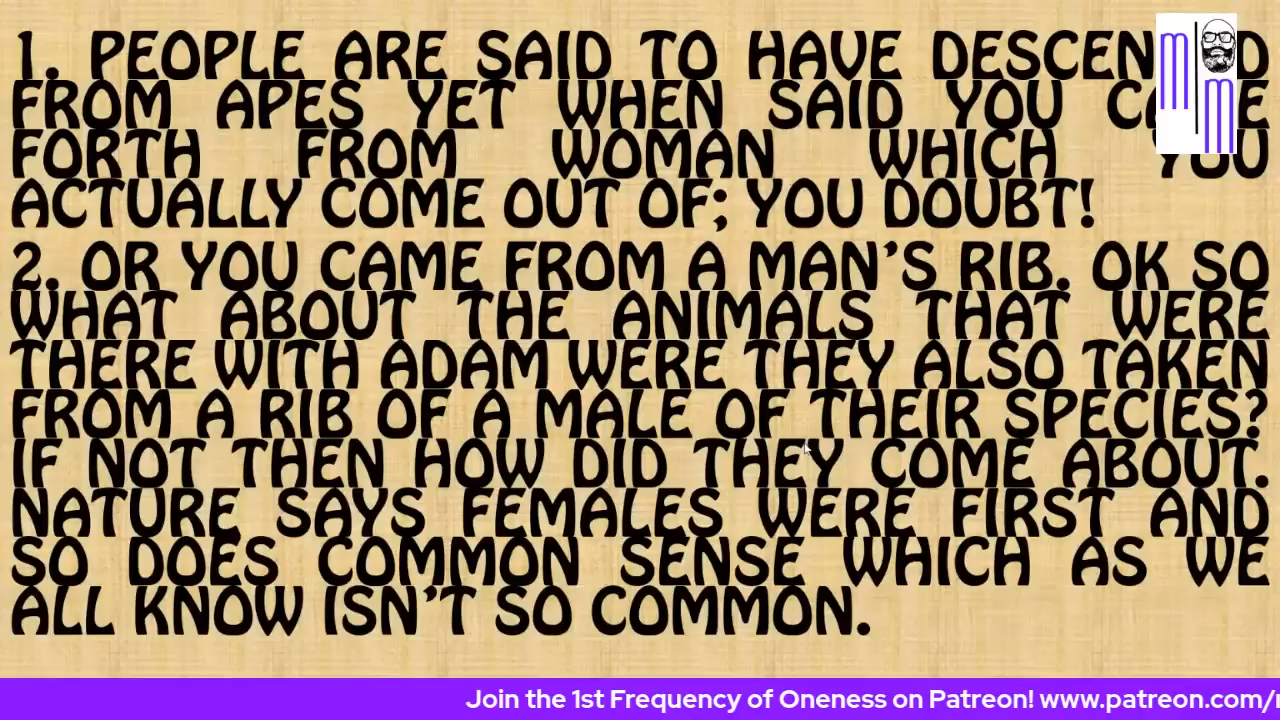 1. PEOPLE ARE SAID TO HAVE DESCEN D
FROM APES YET WHEN SAID YOU CA E
FORTH FROM WOMAN WHICH YOU
ACTUALLY COME OUT OF; YOU DOUBT!
2. OR YOU CAME FROM A MAN’S RIB. OK SO
WHAT ABOUT THE ANIMALS THAT WERE
THERE WITH ADAM WERE THEY ALSO TAKEN
FROM A RIB OF A MALE OF THEIR SPECIES?
IF NOT THEN HOW DID THEY COME ABOUT.
NATURE SAYS FEMALES WERE FIRST AND
SO DOES COMMON SENSE WHICH AS WE
ALL KNOW ISN’T SO COMMON.
m
m
Join the 1st Frequency of Oneness on Patreon! www.patreon.com/